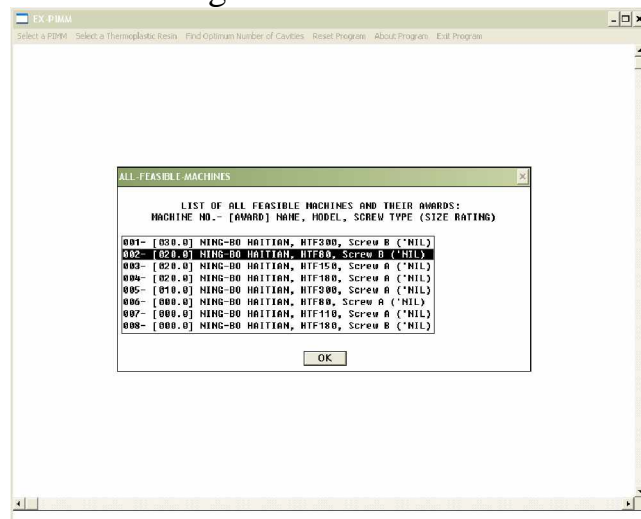 EX-PIMM
Select a PIMM Select a Thermoplastic Resin Find Optimum Number of Cavities Reset Program About Program Exit Program
ALL-FEASIBLE-MACHINES
LIST OF ALL FEASIBLE MACHINES AND THEIR AWARDS:
MACHINE NO.- [AWARD] NAME, MODEL, SCREW TYPE (SIZE RATING)
001- [030.0] NING-BO HAITIAN, HTF300, Screw B ('NIL)
002- [020.0] NING-BO HAITIAN, HTF80, Screw B ('NIL)
003- [020.0] NING-BO HAITIAN, HTF150, Screw A ('NIL)
004- [020.0] NING-BO HAITIAN, HTF180, Screw A ('NIL)
005- [010.0] NING-BO HAITIAN, HTF300, Screw A ('NIL)
006- [000.0] NING-BO HAITIAN, HTF80, Screw A ('NIL)
007- [000.0] NING-BO HAITIAN, HTF110, Screw A ('NIL)
008- [000.0] NING-BO HAITIAN, HTF180, Screw B ('NIL)
OK